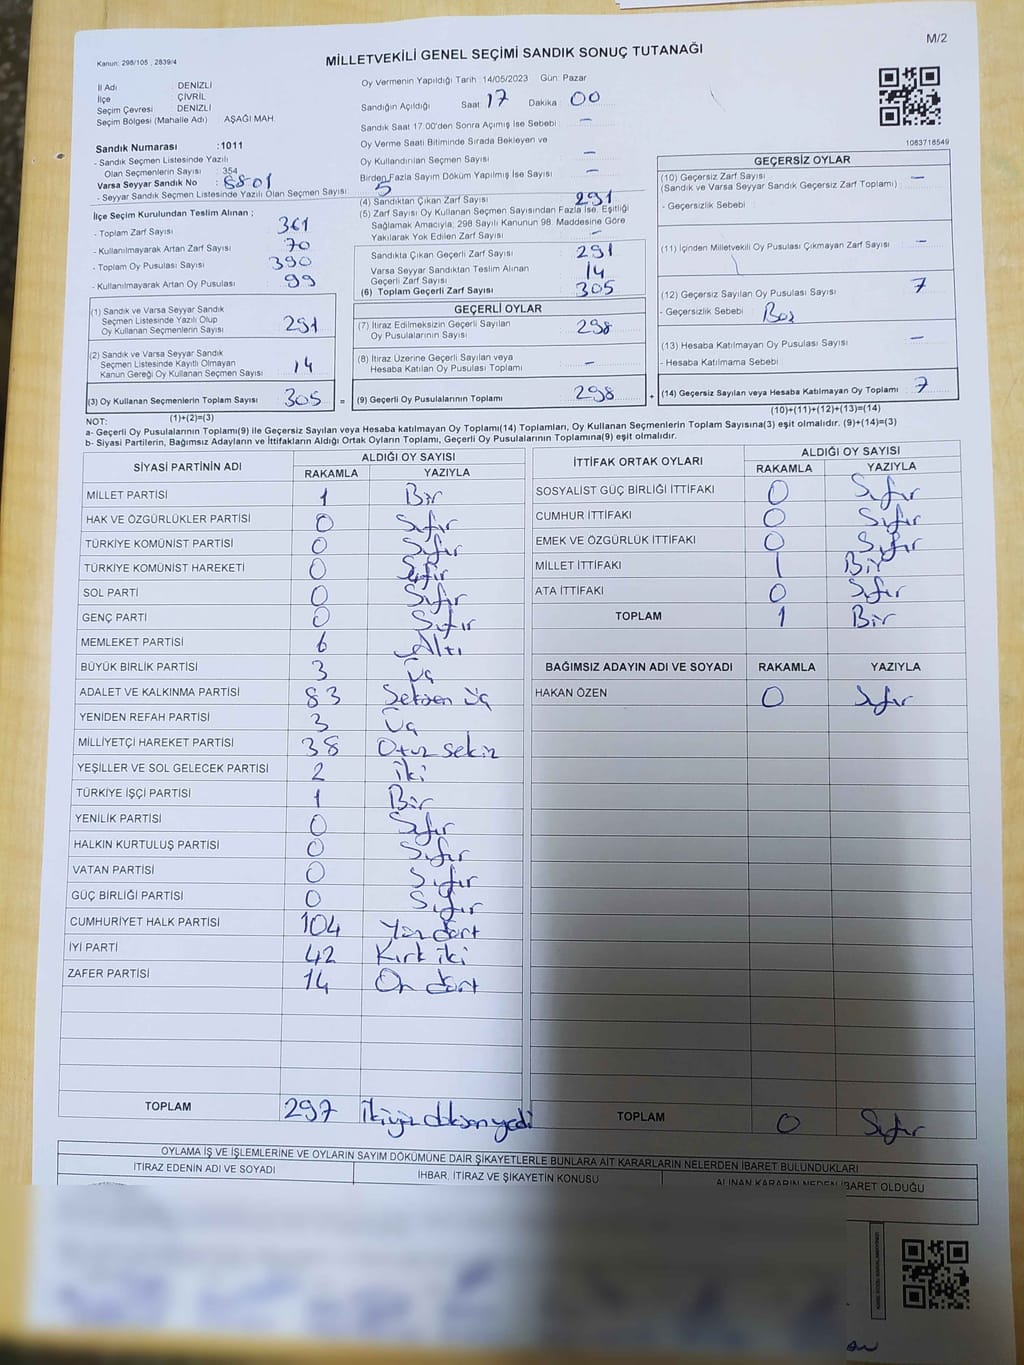 M/2
Kanun: 298/105 , 2839/4
MİLLETVEKİLİ GENEL SEÇİMİ SANDIK SONUÇ TUTANAĞI
İl Adı : DENİZLİ
İlçe : ÇİVRİL
Seçim Çevresi : DENİZLİ
Seçim Bölgesi (Mahalle Adı) : AŞAĞI MAH.
Sandık Numarası : 1011
- Sandık Seçmen Listesinde Yazılı
Olan Seçmenlerin Sayısı : 354
Varsa Seyyar Sandık No : 8801
- Seyyar Sandık Seçmen Listesinde Yazılı Olan Seçmen Sayısı : 5
İlçe Seçim Kurulundan Teslim Alınan ;
- Toplam Zarf Sayısı : 361
- Kullanılmayarak Artan Zarf Sayısı : 70
- Toplam Oy Pusulası Sayısı : 390
- Kullanılmayarak Artan Oy Pusulası : 99
(1) Sandık ve Varsa Seyyar Sandık
Seçmen Listesinde Yazılı Olup
Oy Kullanan Seçmenlerin Sayısı : 291
(2) Sandık ve Varsa Seyyar Sandık
Seçmen Listesinde Kayıtlı Olmayan
Kanun Gereği Oy Kullanan Seçmen Sayısı : 14
(3) Oy Kullanan Seçmenlerin Toplam Sayısı : 305
(1)+(2)=(3)
Oy Vermenin Yapıldığı Tarih :14/05/2023 Gün: Pazar
Sandığın Açıldığı Saat 17 Dakika 00
Sandık Saat 17:00'den Sonra Açımış İse Sebebi : -
Oy Verme Saati Bitiminde Sırada Bekleyen ve
Oy Kullandırılan Seçmen Sayısı : -
Birden Fazla Sayım Döküm Yapılmış İse Sayısı : -
(4) Sandıktan Çıkan Zarf Sayısı : 291
(5) Zarf Sayısı Oy Kullanan Seçmen Sayısından Fazla İse, Eşitliği
Sağlamak Amacıyla, 298 Sayılı Kanunun 98. Maddesine Göre
Yakılarak Yok Edilen Zarf Sayısı : -
Sandıkta Çıkan Geçerli Zarf Sayısı : 291
Varsa Seyyar Sandıktan Teslim Alınan
Geçerli Zarf Sayısı : 14
(6) Toplam Geçerli Zarf Sayısı : 305
GEÇERLİ OYLAR
(7) İtiraz Edilmeksizin Geçerli Sayılan
Oy Pusulalarının Sayısı : 298
(8) İtiraz Üzerine Geçerli Sayılan veya
Hesaba Katılan Oy Pusulası Toplamı : -
= (9) Geçerli Oy Pusulalarının Toplamı : 298 +
1083718549
GEÇERSİZ OYLAR
(10) Geçersiz Zarf Sayısı : -
(Sandık ve Varsa Seyyar Sandık Geçersiz Zarf Toplamı)
- Geçersizlik Sebebi :
(11) İçinden Milletvekili Oy Pusulası Çıkmayan Zarf Sayısı : -
(12) Geçersiz Sayılan Oy Pusulası Sayısı : 7
- Geçersizlik Sebebi : Boş
(13) Hesaba Katılmayan Oy Pusulası Sayısı : -
- Hesaba Katılmama Sebebi :
(14) Geçersiz Sayılan veya Hesaba Katılmayan Oy Toplamı : 7
(10)+(11)+(12)+(13)=(14)
NOT:
a- Geçerli Oy Pusulalarının Toplamı(9) ile Geçersiz Sayılan veya Hesaba Katılmayan Oy Toplamı(14) Toplamları, Oy Kullanan Seçmenlerin Toplam Sayısına(3) eşit olmalıdır. (9)+(14)=(3)
b- Siyasi Partilerin, Bağımsız Adayların ve İttifakların Aldığı Ortak Oyların Toplamı, Geçerli Oy Pusulalarının Toplamına(9) eşit olmalıdır.
SİYASİ PARTİNİN ADI ALDIĞI OY SAYISI
RAKAMLA YAZIYLA
MİLLET PARTİSİ 1 Bir
HAK VE ÖZGÜRLÜKLER PARTİSİ 0 Sıfır
TÜRKİYE KOMÜNİST PARTİSİ 0 Sıfır
TÜRKİYE KOMÜNİST HAREKETİ 0 Sıfır
SOL PARTİ 0 Sıfır
GENÇ PARTİ 0 Sıfır
MEMLEKET PARTİSİ 6 Altı
BÜYÜK BİRLİK PARTİSİ 3 Üç
ADALET VE KALKINMA PARTİSİ 83 Seksen üç
YENİDEN REFAH PARTİSİ 3 Üç
MİLLİYETÇİ HAREKET PARTİSİ 38 Otuz sekiz
YEŞİLLER VE SOL GELECEK PARTİSİ 2 iki
TÜRKİYE İŞÇİ PARTİSİ 1 Bir
YENİLİK PARTİSİ 0 Sıfır
HALKIN KURTULUŞ PARTİSİ 0 Sıfır
VATAN PARTİSİ 0 Sıfır
GÜÇ BİRLİĞİ PARTİSİ 0 Sıfır
CUMHURİYET HALK PARTİSİ 104 Yüz dört
İYİ PARTİ 42 Kırk iki
ZAFER PARTİSİ 14 On dört
TOPLAM 297 İkiyüz doksan yedi
İTTİFAK ORTAK OYLARI ALDIĞI OY SAYISI
RAKAMLA YAZIYLA
SOSYALİST GÜÇ BİRLİĞİ İTTİFAKI 0 Sıfır
CUMHUR İTTİFAKI 0 Sıfır
EMEK VE ÖZGÜRLÜK İTTİFAKI 0 Sıfır
MİLLET İTTİFAKI 1 Bir
ATA İTTİFAKI 0 Sıfır
TOPLAM 1 Bir
BAĞIMSIZ ADAYIN ADI VE SOYADI RAKAMLA YAZIYLA
HAKAN ÖZEN 0 Sıfır
TOPLAM 0 Sıfır
OYLAMA İŞ VE İŞLEMLERİNE VE OYLARIN SAYIM DÖKÜMÜNE DAİR ŞİKAYETLERLE BUNLARA AİT KARARLARIN NELERDEN İBARET BULUNDUKLARI
İTİRAZ EDENİN ADI VE SOYADI İHBAR, İTİRAZ VE ŞİKAYETİN KONUSU ALINAN KARARIN NEDEN İBARET OLDUĞU